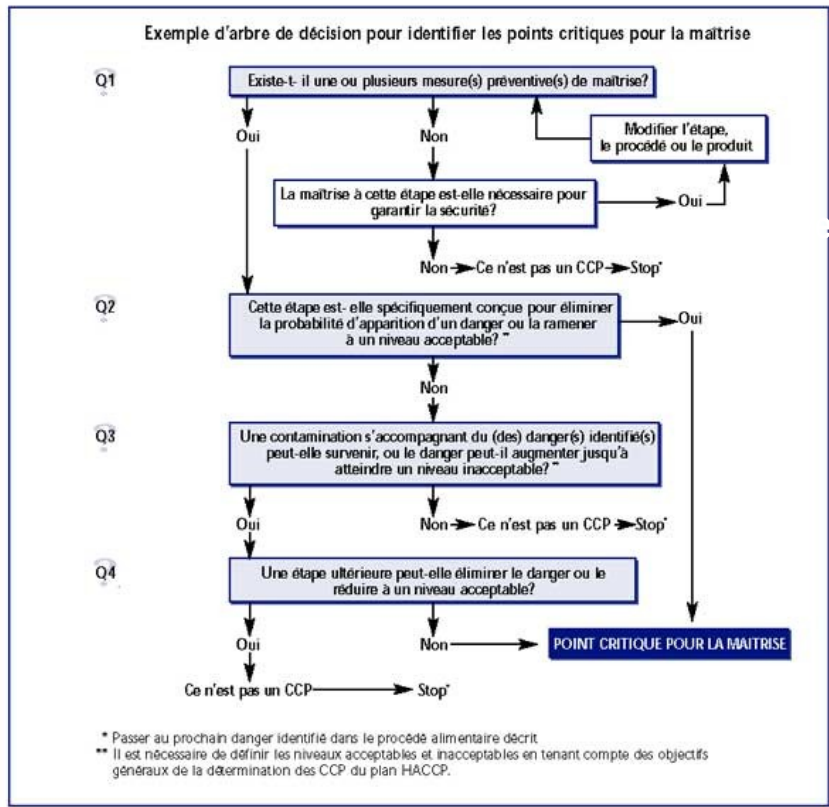 Exemple d'arbre de décision pour identifier les points critiques pour la maîtrise
Q1
Existe-t- il une ou plusieurs mesure(s) préventive(s) de maîtrise?
Oui
Non
Modifier l'étape,
le procédé ou le produit
La maîtrise à cette étape est-elle nécessaire pour
garantir la sécurité?
Oui
Non
Ce n'est pas un CCP
Stop*
Q2
Cette étape est- elle spécifiquement conçue pour éliminer
la probabilité d'apparition d'un danger ou la ramener
à un niveau acceptable? **
Oui
Non
Q3
Une contamination s'accompagnant du (des) danger(s) identifié(s)
peut-elle survenir, ou le danger peut-il augmenter jusqu'à
atteindre un niveau inacceptable? **
Oui
Non
Ce n'est pas un CCP
Stop*
Q4
Une étape ultérieure peut-elle éliminer le danger ou le
réduire à un niveau acceptable?
Oui
Non
POINT CRITIQUE POUR LA MAITRISE
Ce n'est pas un CCP
Stop*
* Passer au prochain danger identifié dans le procédé alimentaire décrit
** Il est nécessaire de définir les niveaux acceptables et inacceptables en tenant compte des objectifs
généraux de la détermination des CCP du plan HACCP.